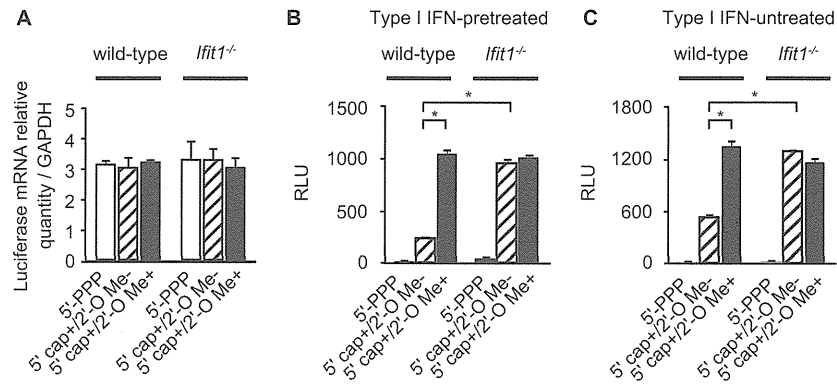 A
wild-type Ifit1-/-
Luciferase mRNA relative
quantity / GAPDH
5
4
3
2
1
0
5'-PPP
5' cap+/2'-O Me-
5' cap+/2'-O Me+
5'-PPP
5' cap+/2'-O Me-
5' cap+/2'-O Me+
B
Type I IFN-pretreated
wild-type Ifit1-/-
*
*
RLU
1500
1000
500
0
5'-PPP
5' cap+/2'-O Me-
5' cap+/2'-O Me+
5'-PPP
5' cap+/2'-O Me-
5' cap+/2'-O Me+
C
Type I IFN-untreated
wild-type Ifit1-/-
*
*
RLU
1800
1200
600
0
5'-PPP
5' cap+/2'-O Me-
5' cap+/2'-O Me+
5'-PPP
5' cap+/2'-O Me-
5' cap+/2'-O Me+